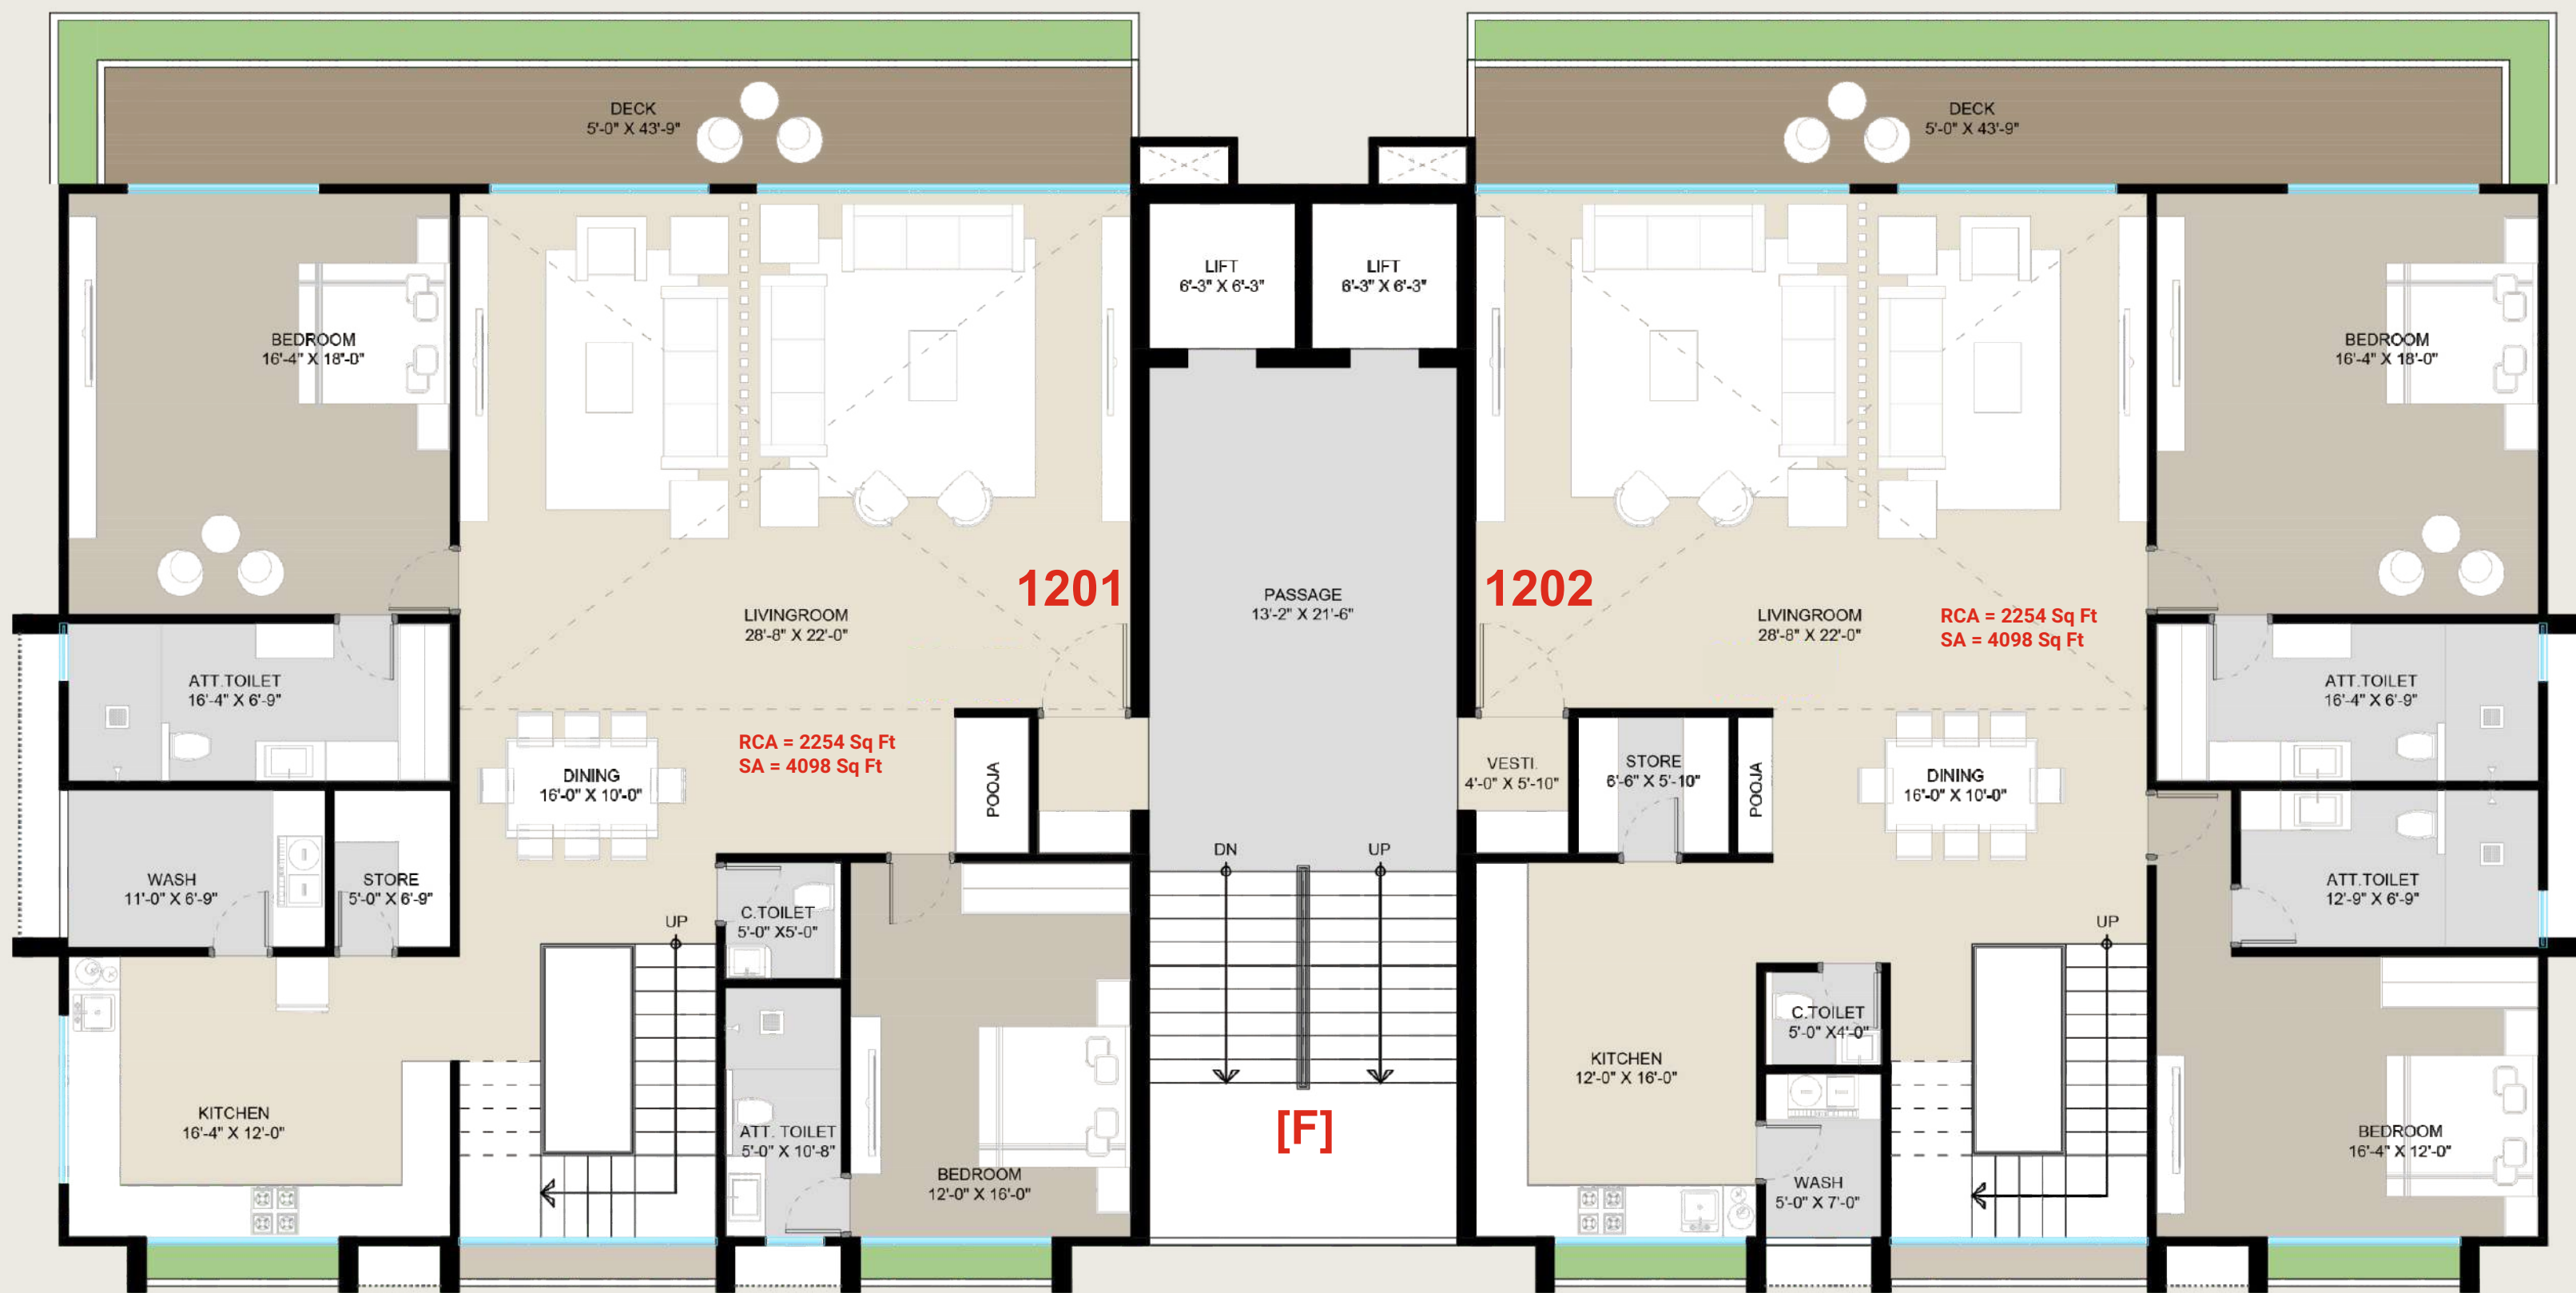 DECK
5'-0" X 43'-9"
DECK
5'-0" X 43'-9"
LIFT
6'-3" X 6'-3"
LIFT
6'-3" X 6'-3"
BEDROOM
16'-4" X 18'-0"
BEDROOM
16'-4" X 18'-0"
1201
1202
PASSAGE
13'-2" X 21'-6"
LIVINGROOM
28'-8" X 22'-0"
LIVINGROOM
28'-8" X 22'-0"
RCA = 2254 Sq Ft
SA = 4098 Sq Ft
ATT.TOILET
16'-4" X 6'-9"
ATT.TOILET
16'-4" X 6'-9"
RCA = 2254 Sq Ft
SA = 4098 Sq Ft
DINING
16'-0" X 10'-0"
POOJA
VESTI.
4'-0" X 5'-10"
STORE
6'-6" X 5'-10"
POOJA
DINING
16'-0" X 10'-0"
WASH
11'-0" X 6'-9"
STORE
5'-0" X 6'-9"
DN
UP
ATT.TOILET
12'-9" X 6'-9"
UP
C.TOILET
5'-0" X5'-0"
UP
C.TOILET
5'-0" X4'-0"
KITCHEN
16'-4" X 12'-0"
ATT. TOILET
5'-0" X 10'-8"
BEDROOM
12'-0" X 16'-0"
[F]
KITCHEN
12'-0" X 16'-0"
WASH
5'-0" X 7'-0"
BEDROOM
16'-4" X 12'-0"